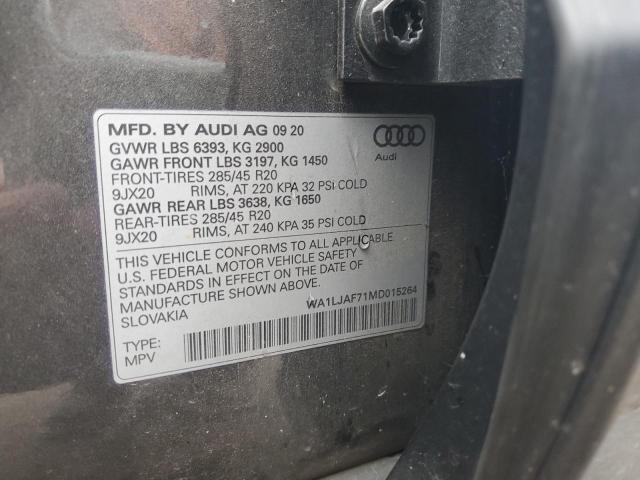 MFD. BY AUDI AG 09 20
GVWR LBS 6393, KG 2900
GAWR FRONT LBS 3197, KG 1450
FRONT-TIRES 285/45 R20
9JX20 RIMS, AT 220 KPA 32 PSI COLD
GAWR REAR LBS 3638, KG 1650
REAR-TIRES 285/45 R20
9JX20 RIMS, AT 240 KPA 35 PSI COLD
Audi
THIS VEHICLE CONFORMS TO ALL APPLICABLE
U.S. FEDERAL MOTOR VEHICLE SAFETY
STANDARDS IN EFFECT ON THE DATE OF
MANUFACTURE SHOWN ABOVE.
SLOVAKIA
WA1LJAF71MD015264
TYPE:
MPV